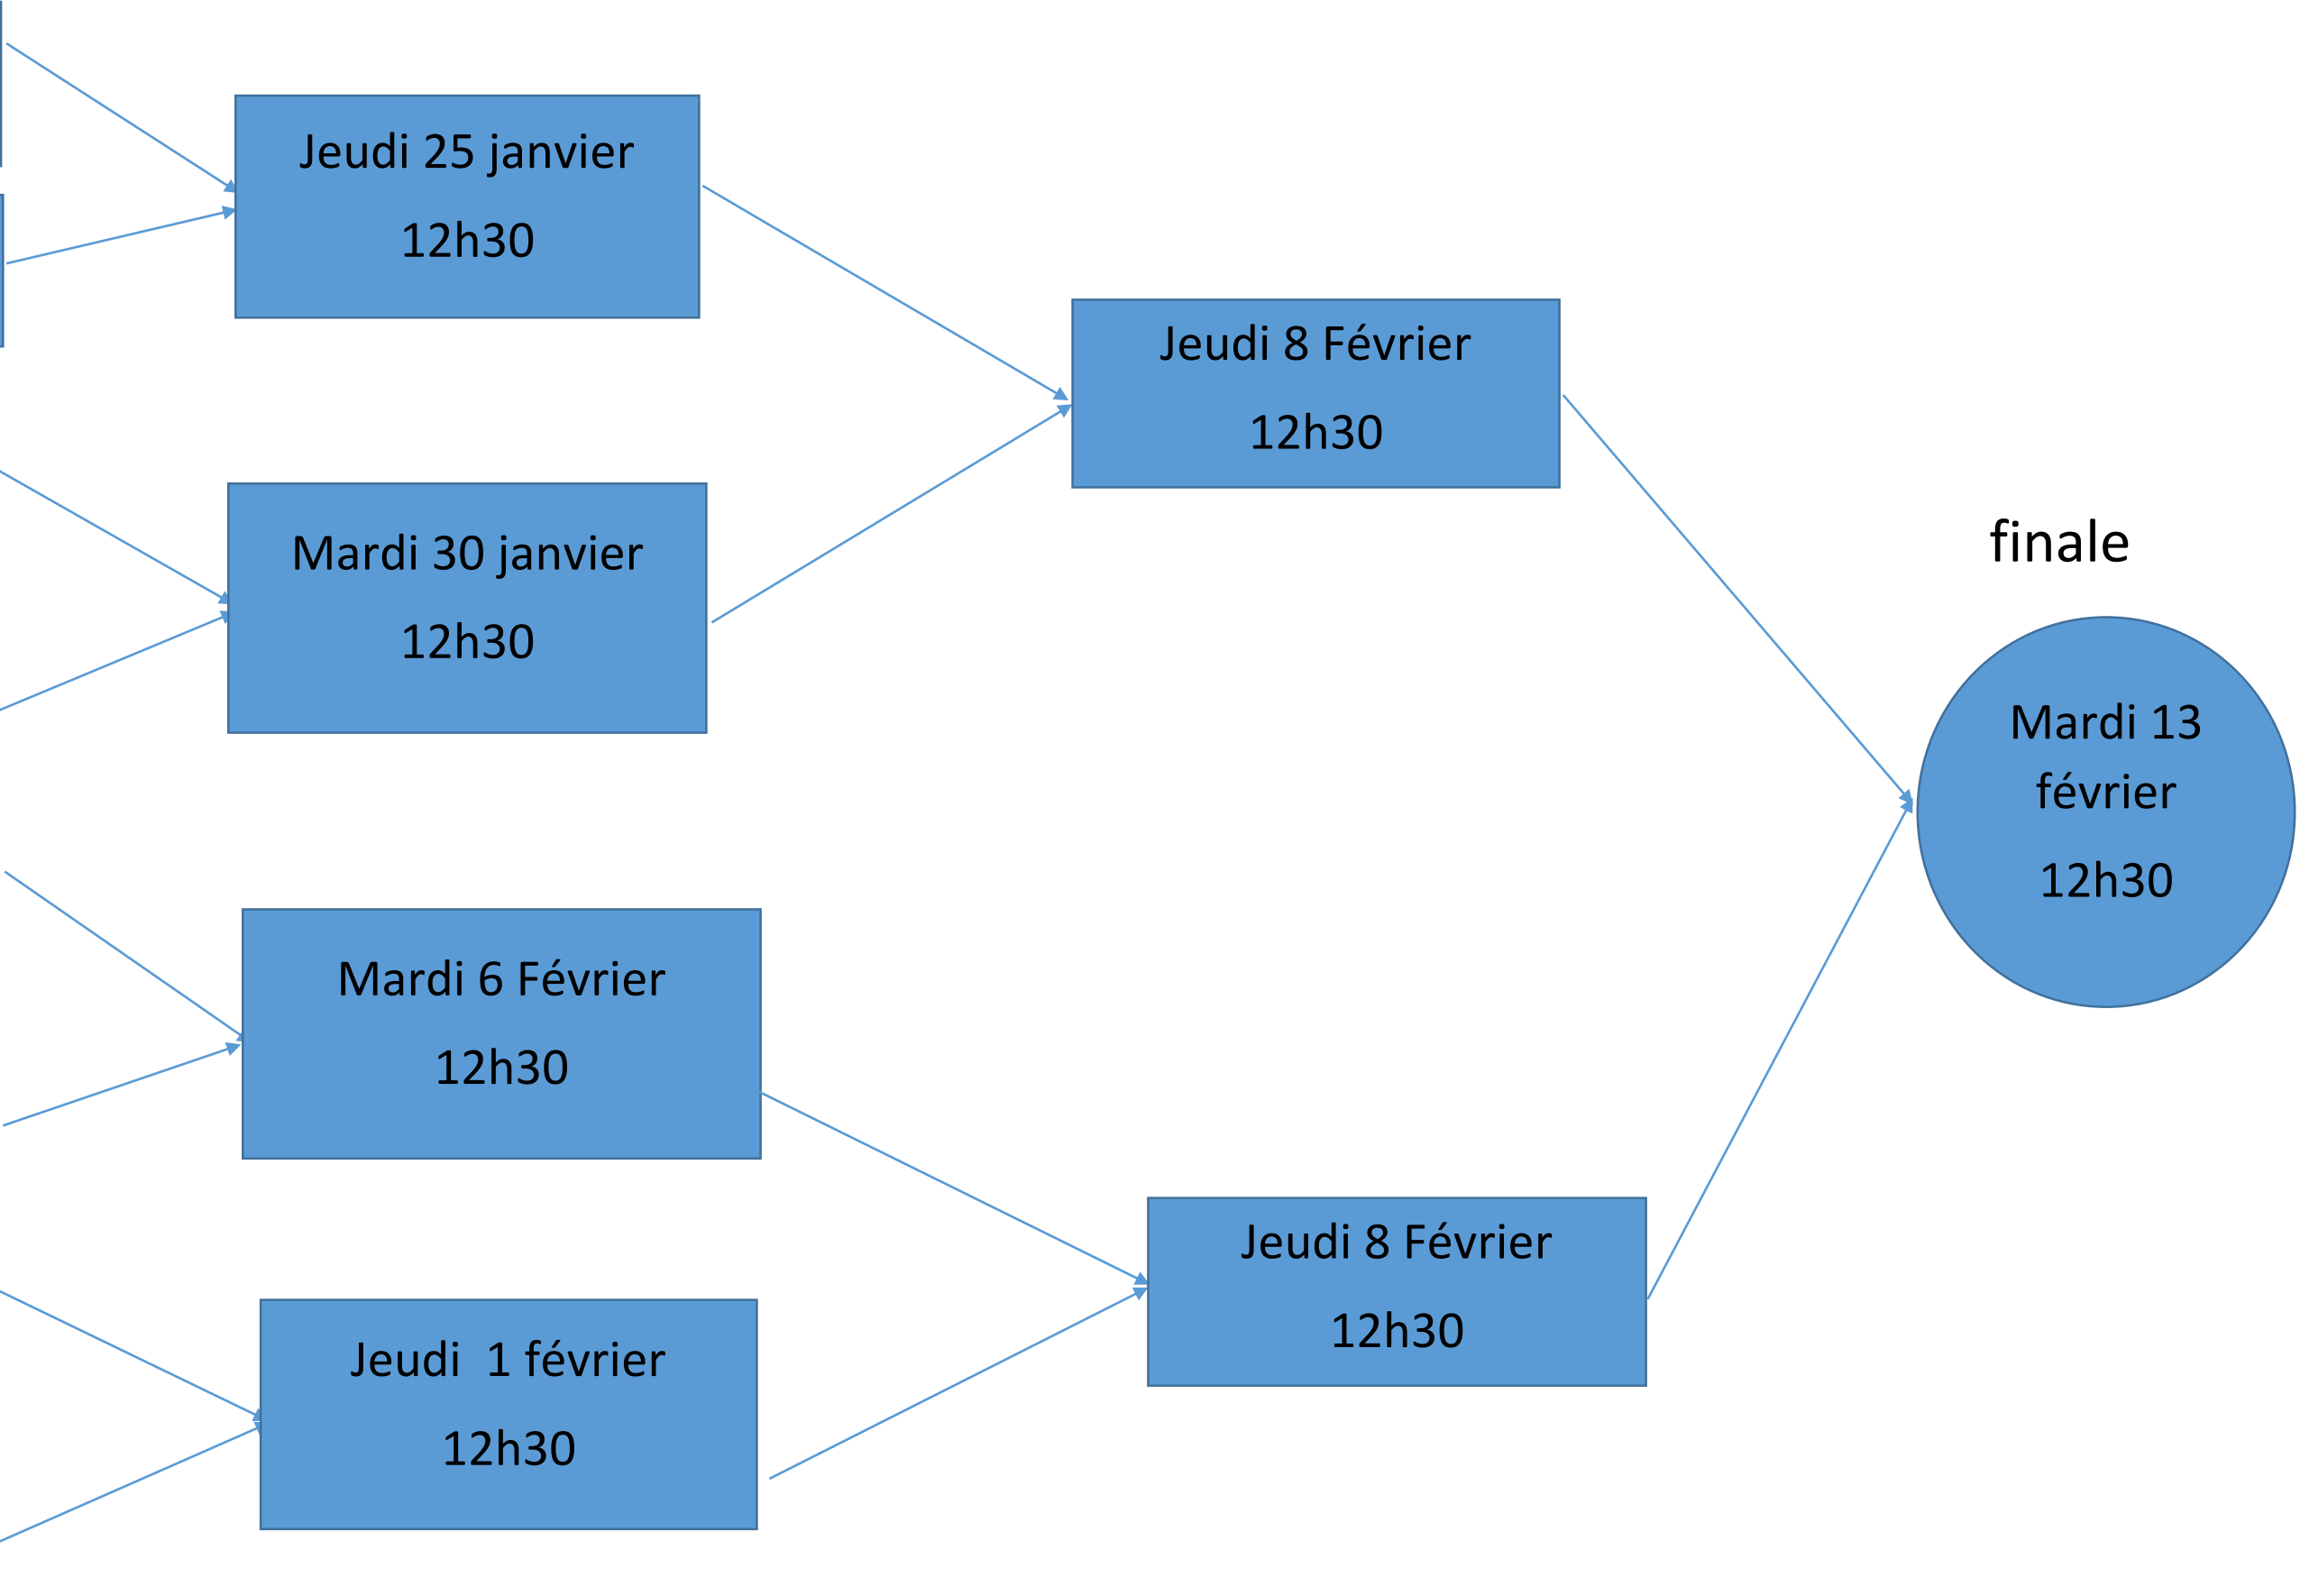 Jeudi 25 janvier
12h30
Mardi 30 janvier
12h30
Mardi 6 Février
12h30
Jeudi  1 février
12h30
Jeudi 8 Février
12h30
Jeudi 8 Février
12h30
finale
Mardi 13
février
12h30